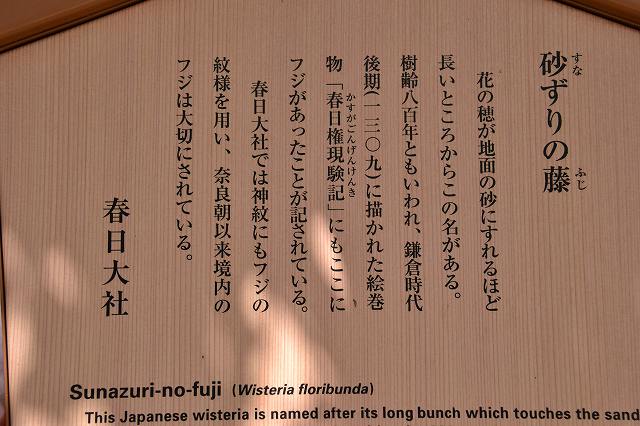 砂ずりの藤
すな
ふじ
花の穂が地面の砂にすれるほど
長いところからこの名がある。
樹齢八百年ともいわれ、鎌倉時代
後期(一三〇九)に描かれた絵巻
物「春日権現験記」にもここに
かすがごんげんけんき
フジがあったことが記されている。
春日大社では神紋にもフジの
紋様を用い、奈良朝以来境内の
フジは大切にされている。
春日大社
Sunazuri-no-fuji (Wisteria floribunda)
This Japanese wisteria is named after its long bunch which touches the sand